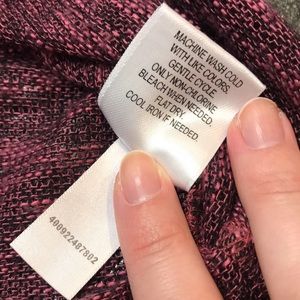 MACHINE WASH COLD
WITH LIKE COLORS,
GENTLE CYCLE.
ONLY NON-CHLORINE
BLEACH WHEN NEEDED.
FLAT DRY.
COOL IRON IF NEEDED.
400922487802